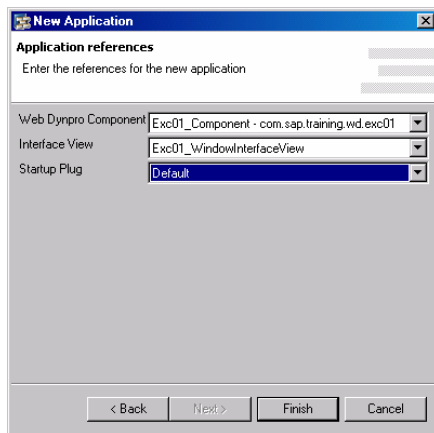 New Application
Application references
Enter the references for the new application
Web Dynpro Component Exc01_Component - com.sap.training.wd.exc01
Interface View Exc01_WindowInterfaceView
Startup Plug Default
< Back Next > Finish Cancel